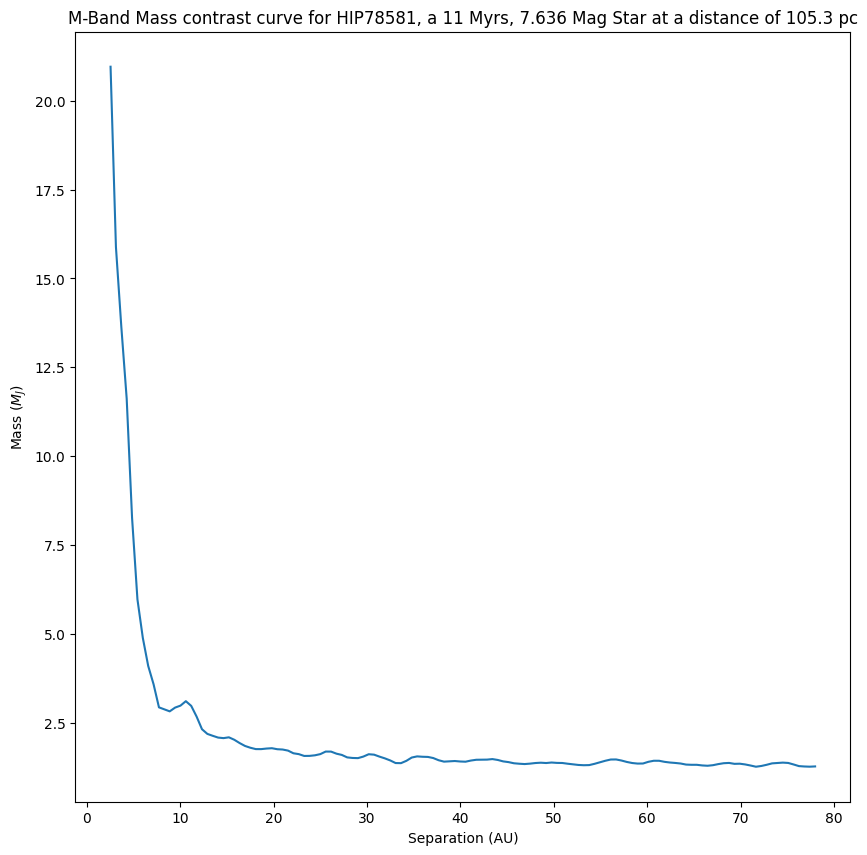 M-Band Mass contrast curve for HIP78581, a 11 Myrs, 7.636 Mag Star at a distance of 105.3 pc
20.0
17.5
15.0
12.5
10.0
7.5
5.0
2.5
Mass (M_J)
0 10 20 30 40 50 60 70 80
Separation (AU)